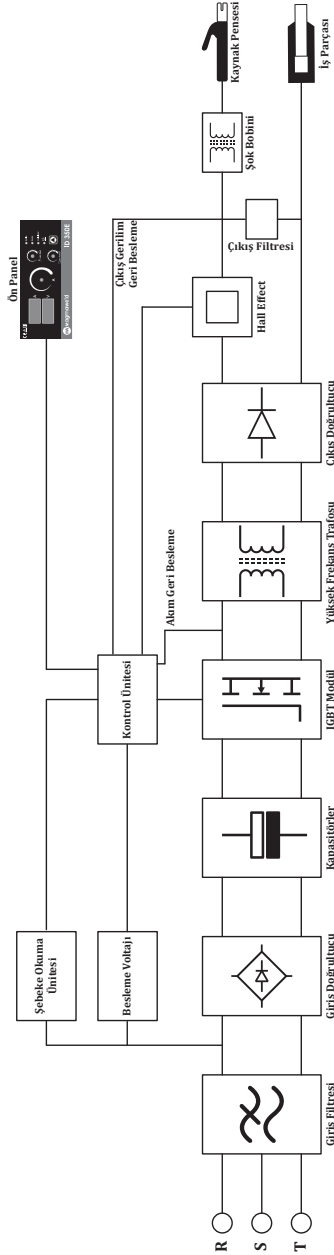 R
S
T
Giriş Filtresi
Giriş Doğrultucu
Kapasitörler
IGBT Modül
Yüksek Frekans Trafosu
Çıkış Doğrultucu
Hall Effect
Çıkış Filtresi
Şok Bobini
Kaynak Pensesi
İş Parçası
Şebeke Okuma
Ünitesi
Besleme Voltajı
Kontrol Ünitesi
Akım Geri Besleme
Çıkış Gerilim
Geri Besleme
Ön Panel
magmaweld
ID 350E